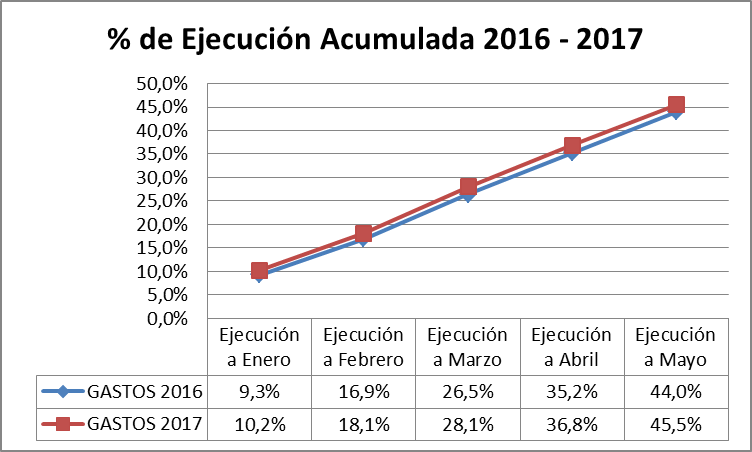 % de Ejecución Acumulada 2016 - 2017
50,0%
45,0%
40,0%
35,0%
30,0%
25,0%
20,0%
15,0%
10,0%
5,0%
0,0%
Ejecución a Enero
Ejecución a Febrero
Ejecución a Marzo
Ejecución a Abril
Ejecución a Mayo
GASTOS 2016 9,3% 16,9% 26,5% 35,2% 44,0%
GASTOS 2017 10,2% 18,1% 28,1% 36,8% 45,5%